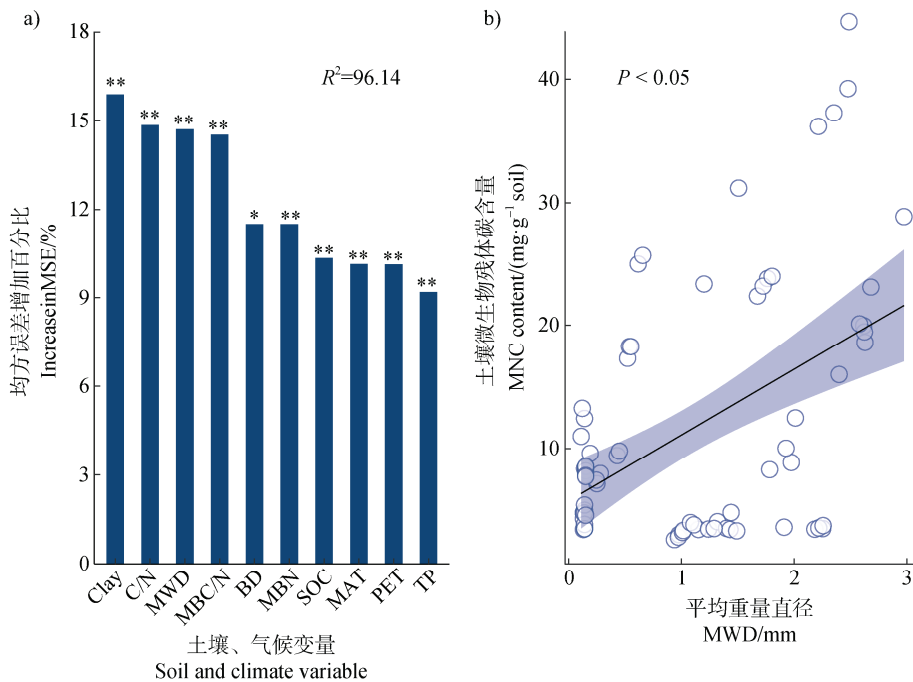 a)
18
15
12
9
6
3
0
均方误差增加百分比
IncreaseinMSE/%
R²=96.14
**
**
**
**
*
**
**
**
**
**
Clay
C/N
MWD
MBC/N
BD
MBN
SOC
MAT
PET
TP
土壤、气候变量
Soil and climate variable
b)
40
30
20
10
土壤微生物残体碳含量
MNC content/(mg·g⁻¹ soil)
P < 0.05
0
1
2
3
平均重量直径
MWD/mm